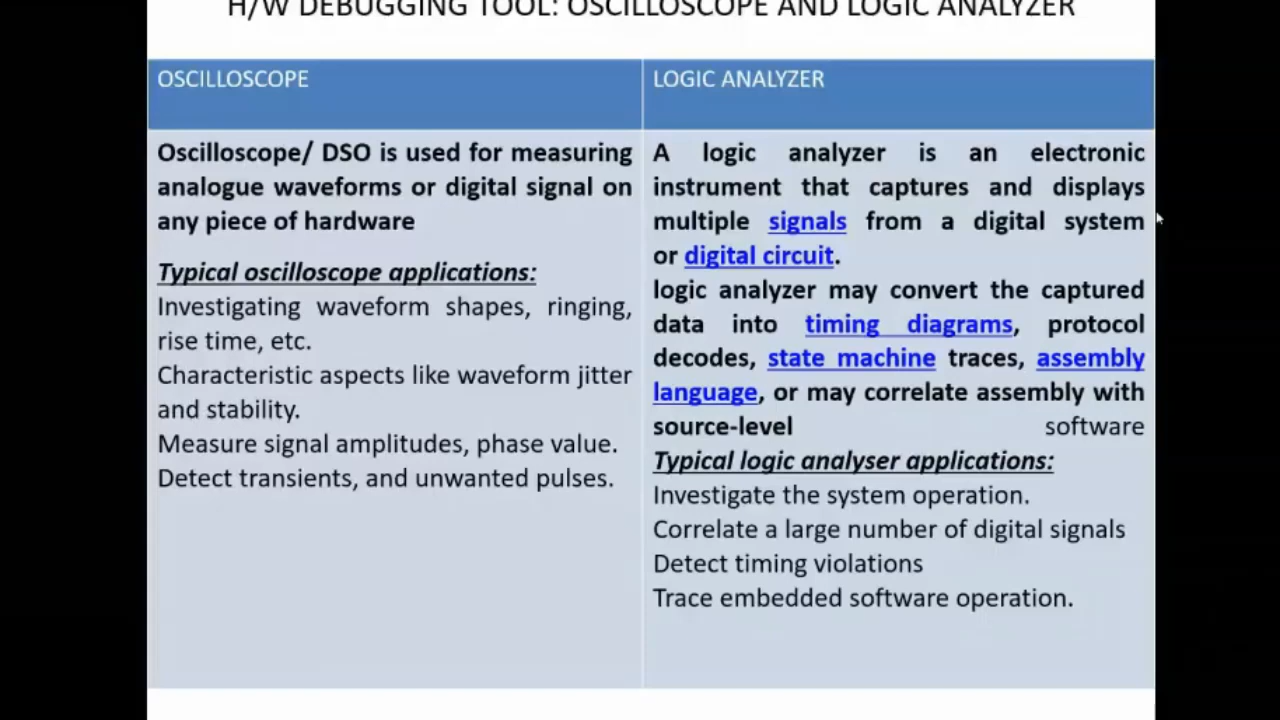 H/W DEBUGGING TOOL: OSCILLOSCOPE AND LOGIC ANALYZER
OSCILLOSCOPE
Oscilloscope/ DSO is used for measuring
analogue waveforms or digital signal on
any piece of hardware
Typical oscilloscope applications:
Investigating waveform shapes, ringing,
rise time, etc.
Characteristic aspects like waveform jitter
and stability.
Measure signal amplitudes, phase value.
Detect transients, and unwanted pulses.
LOGIC ANALYZER
A logic analyzer is an electronic
instrument that captures and displays
multiple signals from a digital system
or digital circuit.
logic analyzer may convert the captured
data into timing diagrams, protocol
decodes, state machine traces, assembly
language, or may correlate assembly with
source-level software
Typical logic analyser applications:
Investigate the system operation.
Correlate a large number of digital signals
Detect timing violations
Trace embedded software operation.